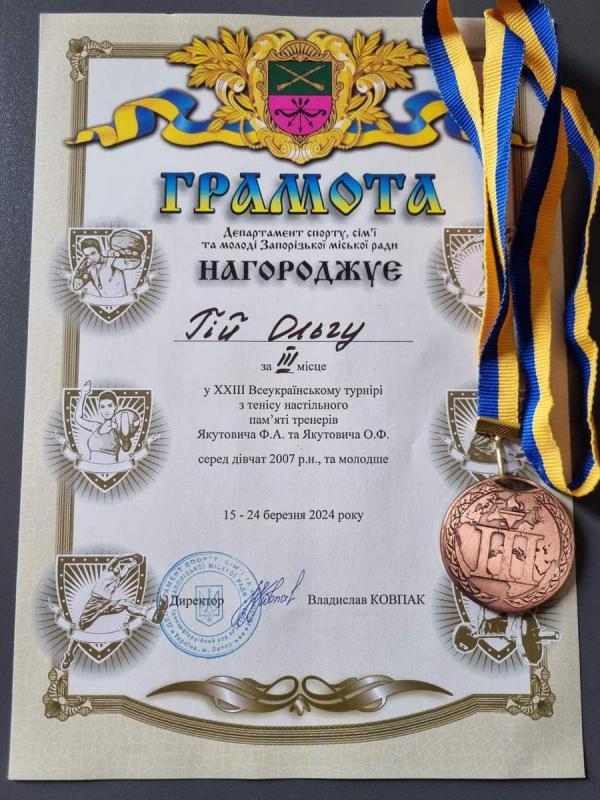 ГРАМОТА
Департамент спорту, сім'ї
та молоді Запорізької міської ради
НАГОРОДЖУЄ
Гій Ольгу
за III місце
у XXIII Всеукраїнському турнірі
з тенісу настільного
пам'яті тренерів
Якутовича Ф.А. та Якутовича О.Ф.
серед дівчат 2007 р.н., та молодше
15 - 24 березня 2024 року
Директор Владислав КОВПАК
III